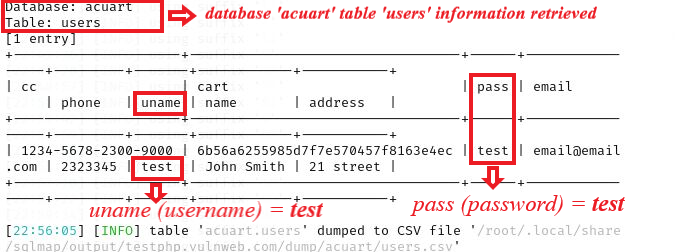 Database: acuart
Table: users
database 'acuart' table 'users' information retrieved
[1 entry]
+---------------------+----------------------------------+------+-------------
------+---------+-------+------------+-----------+
| cc | cart | pass | email
| phone | uname | name | address |
+---------------------+----------------------------------+------+-------------
------+---------+-------+------------+-----------+
| 1234-5678-2300-9000 | 6b56a6255985d7f7e570457f8163e4ec | test | email@email
.com | 2323345 | test | John Smith | 21 street |
+---------------------+----------------------------------+------+-------------
------+---------+-------+------------+-----------+
uname (username) = test
pass (password) = test
[22:56:05] [INFO] table 'acuart.users' dumped to CSV file '/root/.local/share
/sqlmap/output/testphp.vulnweb.com/dump/acuart/users.csv'